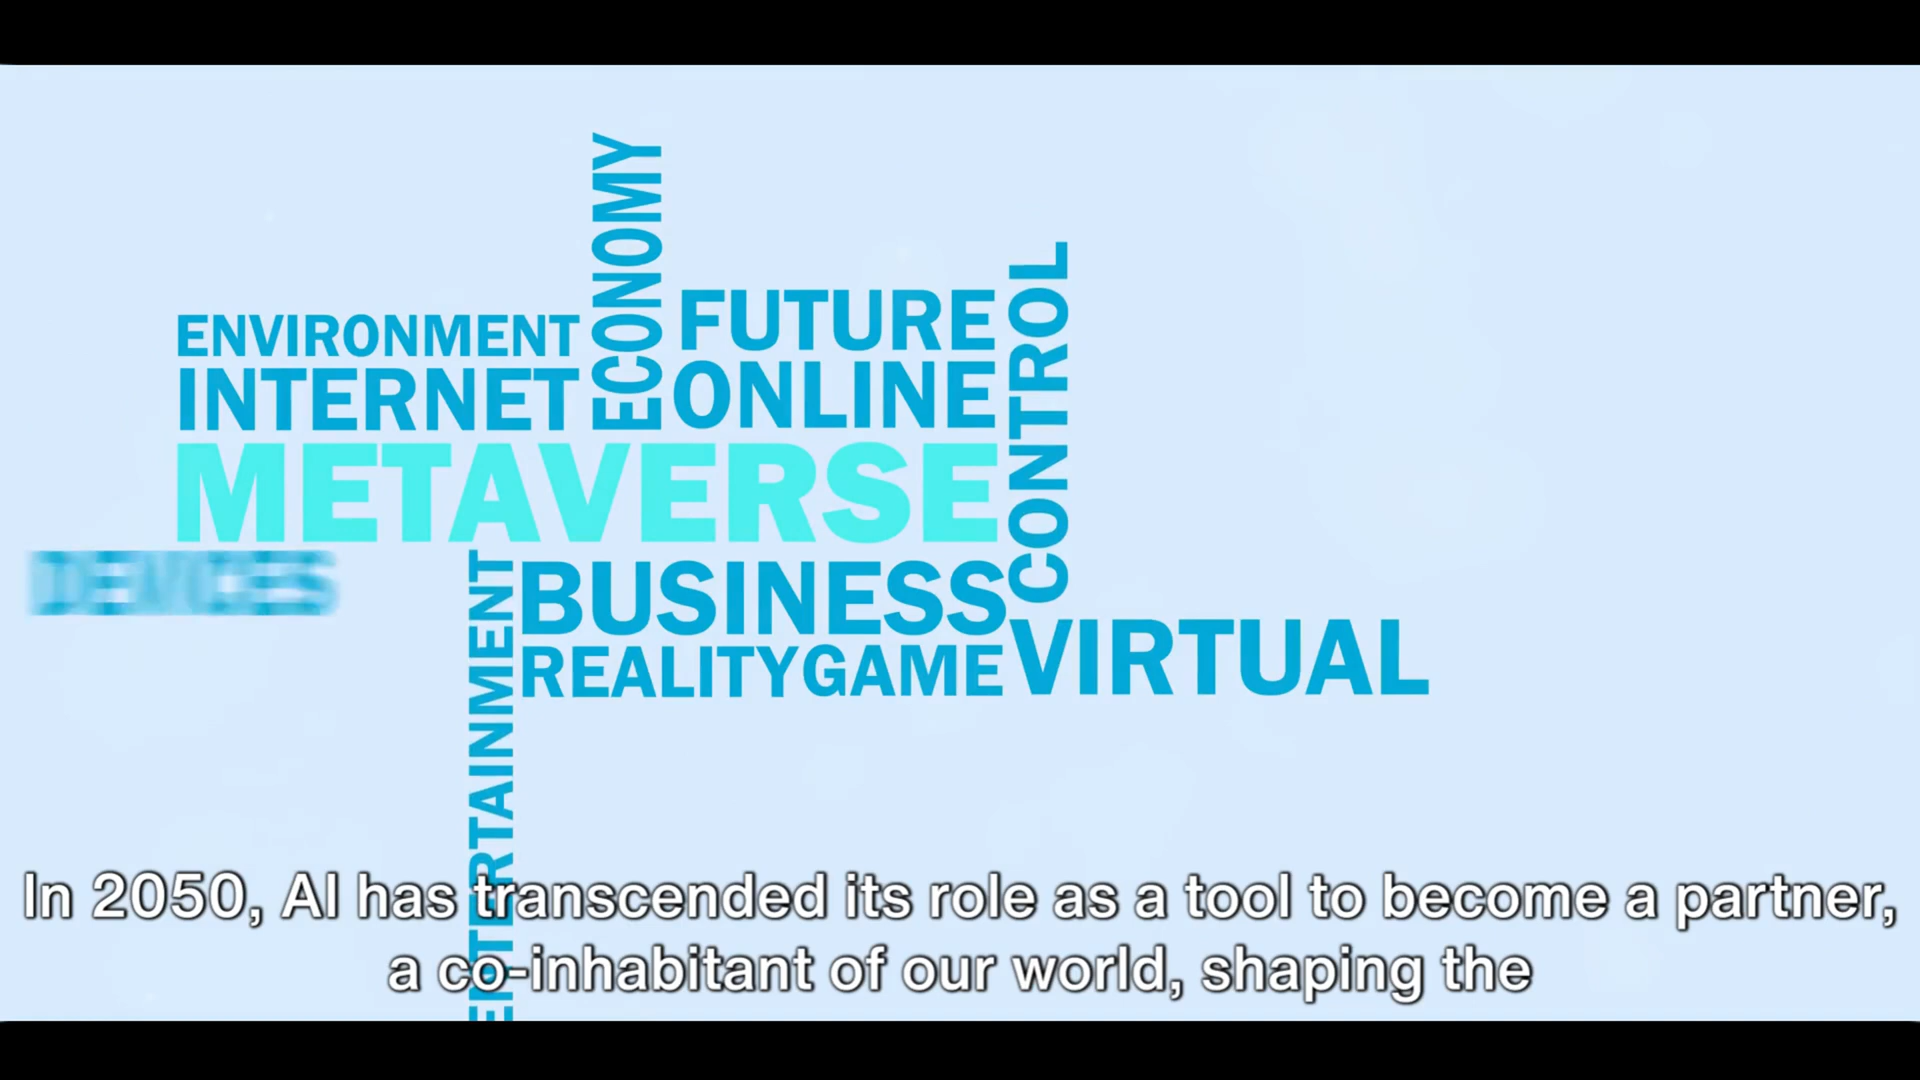 ECONOMY
FUTURE
CONTROL
ENVIRONMENT
INTERNET
ONLINE
METAVERSE
DEVICES
ENTERTAINMENT
BUSINESS
REALITY
GAME
VIRTUAL
In 2050, AI has transcended its role as a tool to become a partner,
a co-inhabitant of our world, shaping the